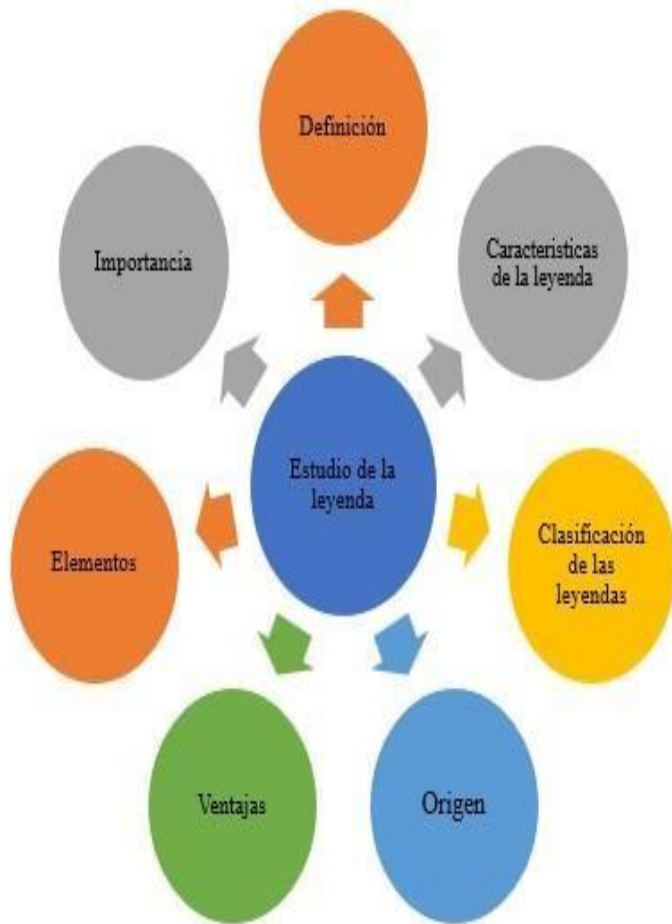 Definición
Importancia
Características
de la leyenda
Estudio de la
leyenda
Elementos
Clasificación
de las
leyendas
Ventajas
Origen